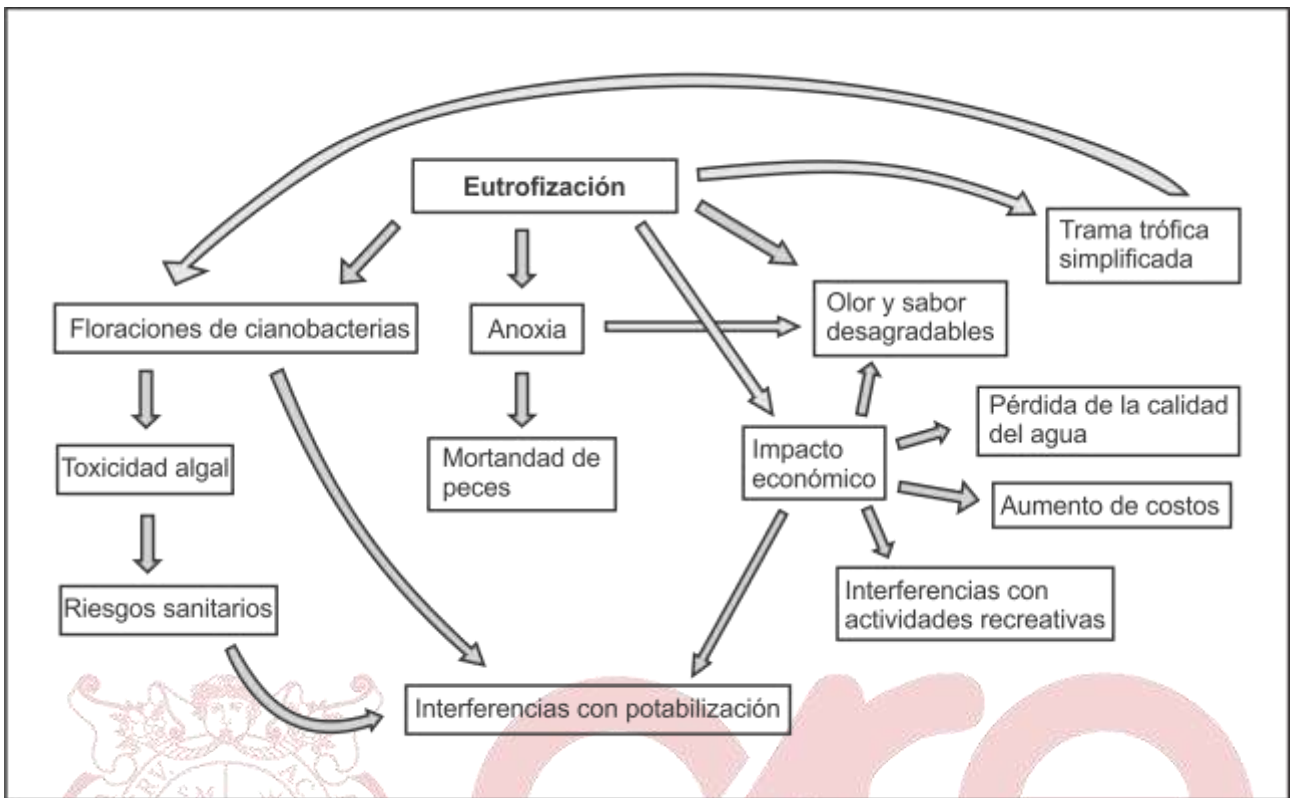 Eutrofización
Trama trófica
simplificada
Floraciones de cianobacterias
Anoxia
Olor y sabor
desagradables
Toxicidad algal
Mortandad de
peces
Impacto
económico
Pérdida de la calidad
del agua
Aumento de costos
Riesgos sanitarios
Interferencias con
actividades recreativas
Interferencias con potabilización